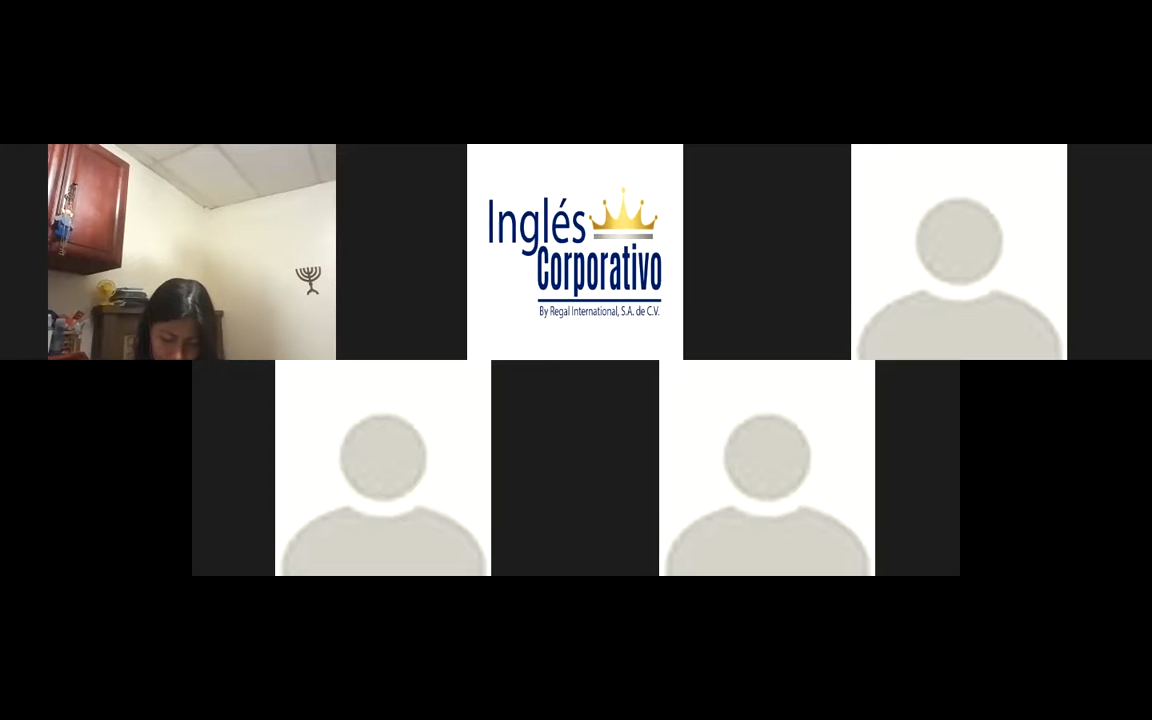 Inglés
Corporativo
By Regal International, S.A. de C.V.